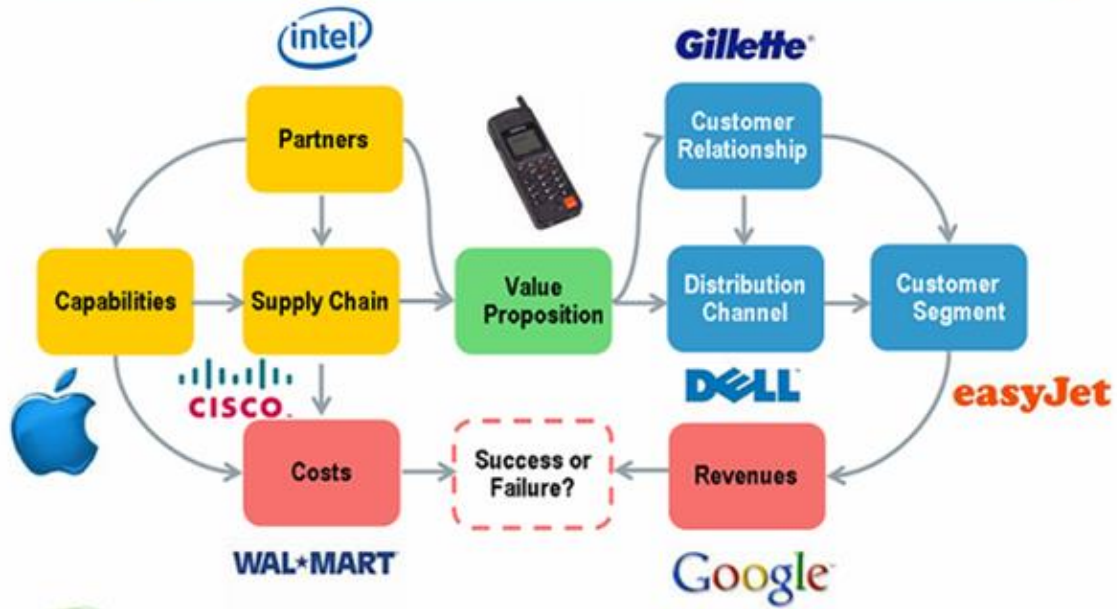 intel
Gillette
Partners
Customer
Relationship
Capabilities
Supply Chain
Value
Proposition
Distribution
Channel
Customer
Segment
CISCO
DELL
easyJet
Costs
Success or
Failure?
Revenues
WAL★MART
Google